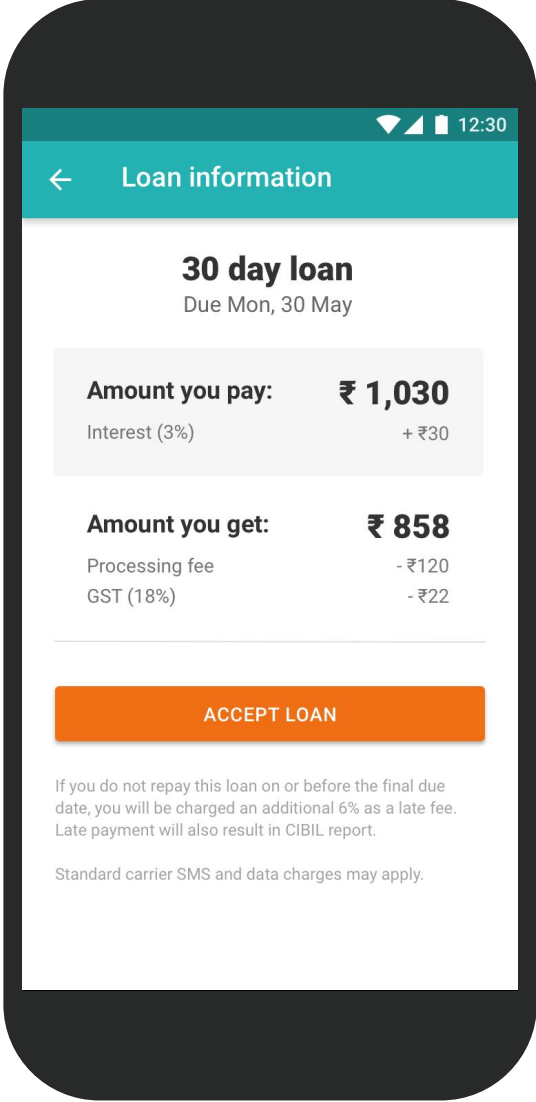 12:30
Loan information
30 day loan
Due Mon, 30 May
Amount you pay: ₹ 1,030
Interest (3%) + ₹30
Amount you get: ₹ 858
Processing fee - ₹120
GST (18%) - ₹22
ACCEPT LOAN
If you do not repay this loan on or before the final due
date, you will be charged an additional 6% as a late fee.
Late payment will also result in CIBIL report.
Standard carrier SMS and data charges may apply.